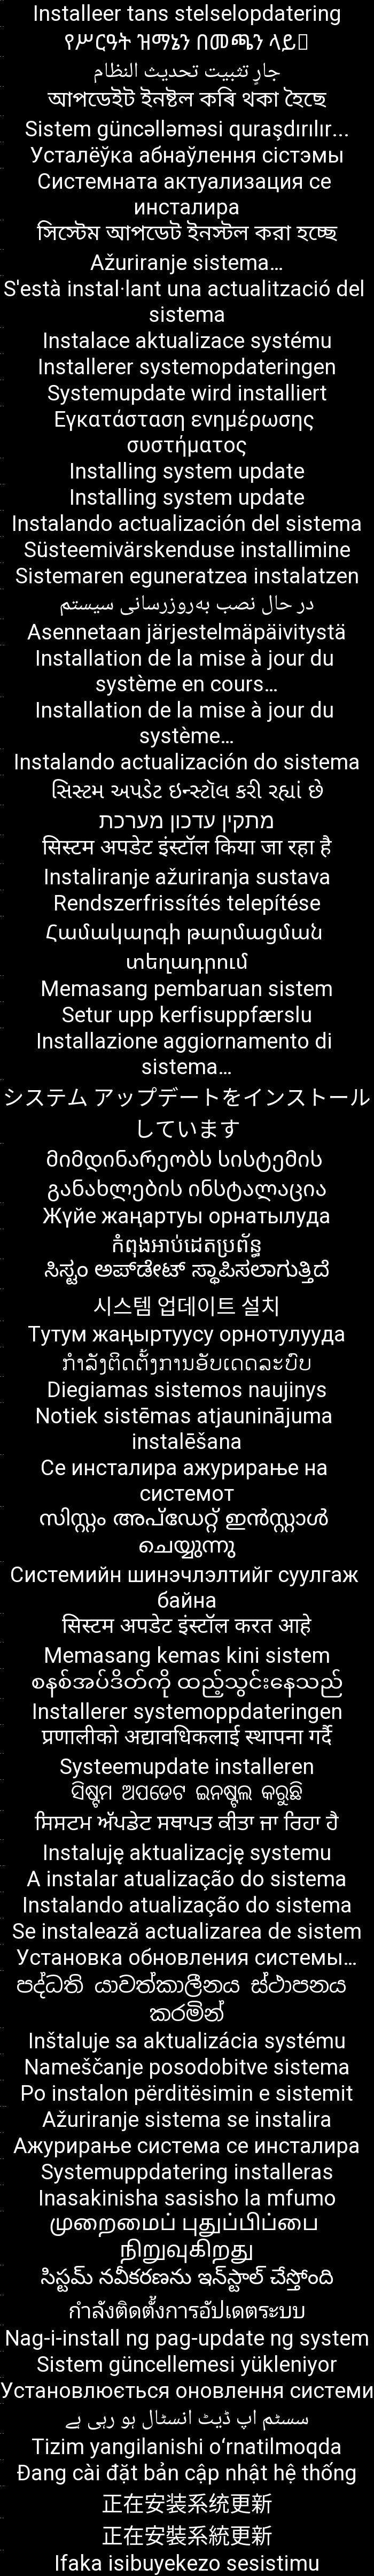 Installeer tans stelselopdatering
የሥርዓት ዝማኔን በመጫን ላይ
جارٍ تثبيت تحديث النظام
আপডেইট ইনষ্টল কৰি থকা হৈছে
Sistem güncəlləməsi quraşdırılır...
Усталёўка абнаўлення сістэмы
Системната актуализация се
инсталира
সিস্টেম আপডেট ইনস্টল করা হচ্ছে
Ažuriranje sistema…
S'està instal·lant una actualització del
sistema
Instalace aktualizace systému
Installerer systemopdateringen
Systemupdate wird installiert
Εγκατάσταση ενημέρωσης
συστήματος
Installing system update
Installing system update
Instalando actualización del sistema
Süsteemivärskenduse installimine
Sistemaren eguneratzea instalatzen
در حال نصب به‌روزرسانی سیستم
Asennetaan järjestelmäpäivitystä
Installation de la mise à jour du
système en cours…
Installation de la mise à jour du
système…
Instalando actualización do sistema
સિસ્ટમ અપડેટ ઇન્સ્ટૉલ કરી રહ્યાં છે
מתקין עדכון מערכת
सिस्टम अपडेट इंस्टॉल किया जा रहा है
Instaliranje ažuriranja sustava
Rendszerfrissítés telepítése
Համակարգի թարմացման
տեղադրում
Memasang pembaruan sistem
Setur upp kerfisuppfærslu
Installazione aggiornamento di
sistema…
システム アップデートをインストール
しています
მიმდინარეობს სისტემის
განახლების ინსტალაცია
Жүйе жаңартуы орнатылуда
កំពុងអាប់ដេតប្រព័ន្ធ
ಸಿಸ್ಟಂ ಅಪ್‌ಡೇಟ್‌ ಸ್ಥಾಪಿಸಲಾಗುತ್ತಿದೆ
시스템 업데이트 설치
Тутум жаңыртуусу орнотулууда
ກຳລັງຕິດຕັ້ງການອັບເດດລະບົບ
Diegiamas sistemos naujinys
Notiek sistēmas atjauninājuma
instalēšana
Се инсталира ажурирање на
системот
സിസ്റ്റം അപ്‌ഡേറ്റ് ഇൻസ്റ്റാൾ
ചെയ്യുന്നു
Системийн шинэчлэлтийг суулгаж
байна
सिस्टम अपडेट इंस्टॉल करत आहे
Memasang kemas kini sistem
စနစ်အပ်ဒိတ်ကို ထည့်သွင်းနေသည်
Installerer systemoppdateringen
प्रणालीको अद्यावधिकलाई स्थापना गर्दै
Systeemupdate installeren
ସିଷ୍ଟମ ଅପଡେଟ ଇନଷ୍ଟଲ କରୁଛି
ਸਿਸਟਮ ਅੱਪਡੇਟ ਸਥਾਪਤ ਕੀਤਾ ਜਾ ਰਿਹਾ ਹੈ
Instaluję aktualizację systemu
A instalar atualização do sistema
Instalando atualização do sistema
Se instalează actualizarea de sistem
Установка обновления системы…
පද්ධති යාවත්කාලීනය ස්ථාපනය
කරමින්
Inštaluje sa aktualizácia systému
Nameščanje posodobitve sistema
Po instalon përditësimin e sistemit
Ažuriranje sistema se instalira
Ажурирање система се инсталира
Systemuppdatering installeras
Inasakinisha sasisho la mfumo
முறைமைப் புதுப்பிப்பை
நிறுவுகிறது
సిస్టమ్ నవీకరణను ఇన్‌స్టాల్ చేస్తోంది
กำลังติดตั้งการอัปเดตระบบ
Nag-i-install ng pag-update ng system
Sistem güncellemesi yükleniyor
Установлюється оновлення системи
سسٹم اپ ڈیٹ انسٹال ہو رہی ہے
Tizim yangilanishi oʻrnatilmoqda
Đang cài đặt bản cập nhật hệ thống
正在安装系统更新
正在安裝系統更新
Ifaka isibuyekezo sesistimu